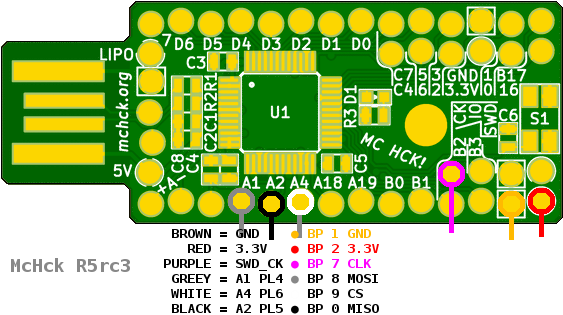 LIPO
7
D6 D5 D4 D3 D2 D1 D0
C3
C7 5 3 GND 1 B17
C4 6 2 3.3V 0 16
mchck.org
R1
R2
C1
C2
U1
D1
R3
MC HCK!
B2 \CK
B3 \IO
SWD
C6
S1
C8
C4
C5
5V
+A-
A1 A2 A4 A18 A19 B0 B1
BROWN = GND BP 1 GND
RED = 3.3V BP 2 3.3V
PURPLE = SWD_CK BP 7 CLK
GREEY = A1 PL4 BP 8 MOSI
WHITE = A4 PL6 BP 9 CS
BLACK = A2 PL5 BP 0 MISO
McHck R5rc3